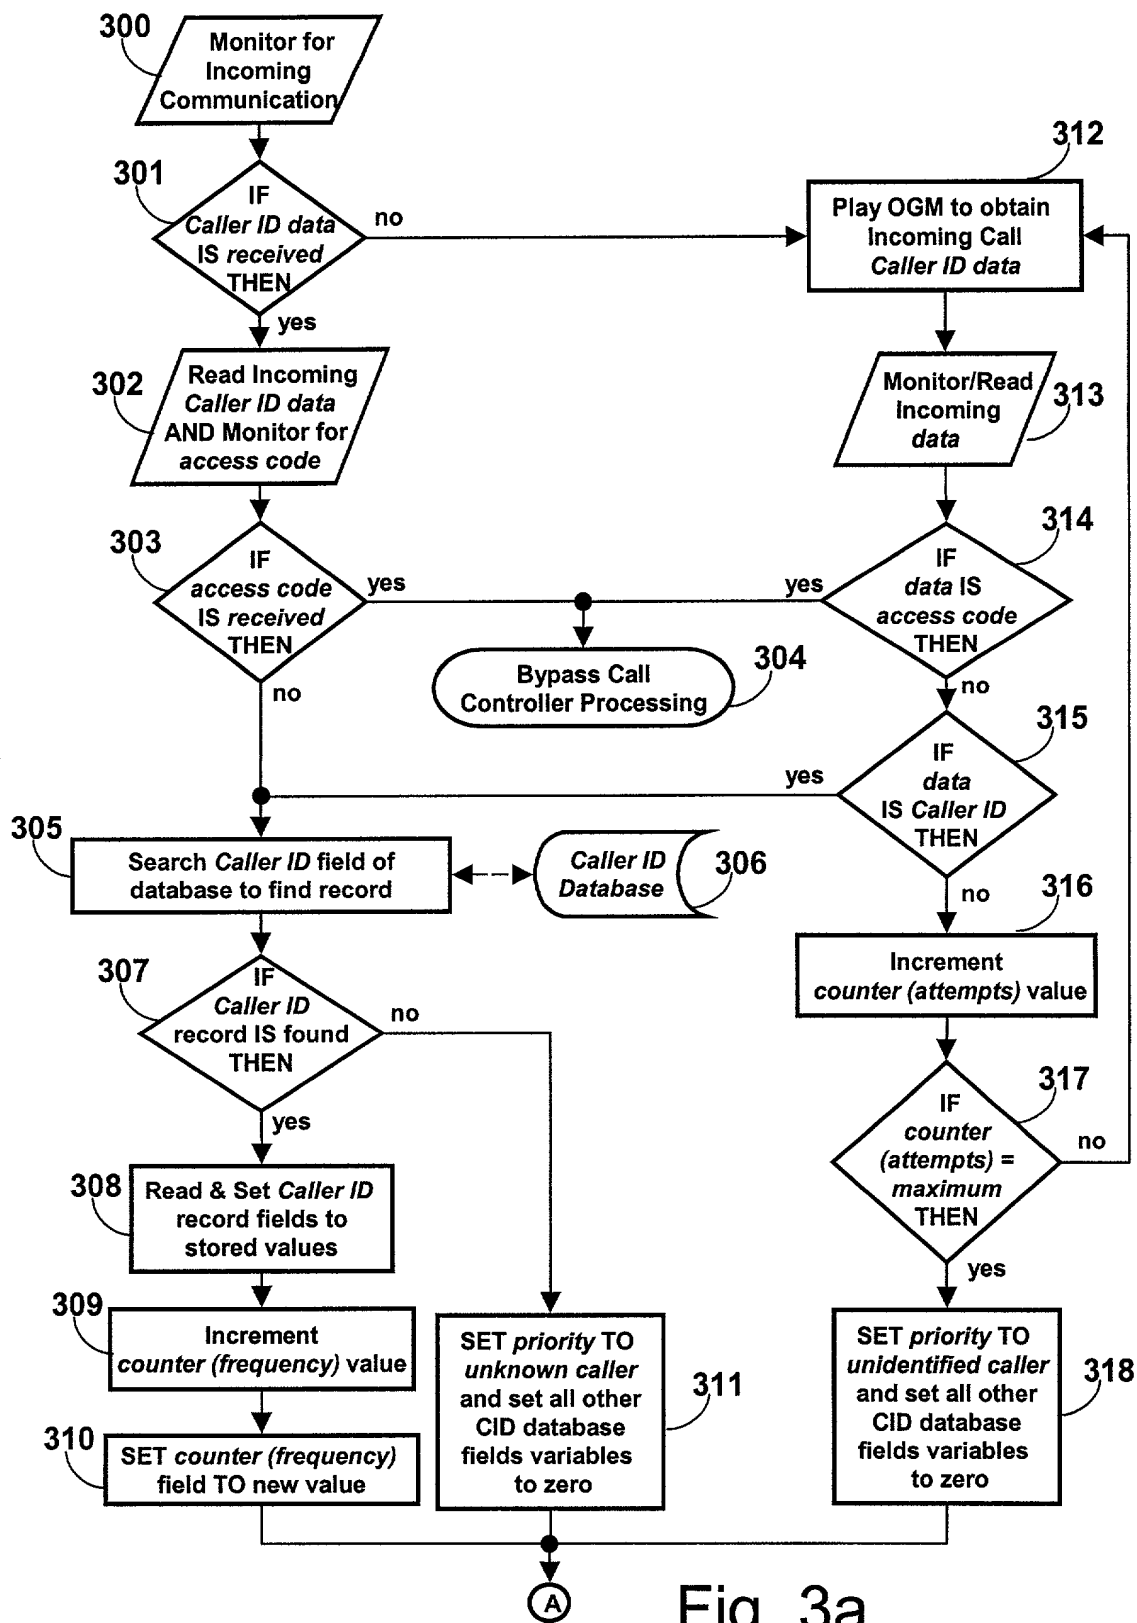 300
Monitor for
Incoming
Communication
301
IF
Caller ID data
IS received
THEN
no
yes
302
Read Incoming
Caller ID data
AND Monitor for
access code
303
IF
access code
IS received
THEN
yes
no
Bypass Call
Controller Processing
304
312
Play OGM to obtain
Incoming Call
Caller ID data
Monitor/Read
Incoming
data
313
314
IF
data IS
access code
THEN
yes
no
315
IF
data
IS Caller ID
THEN
yes
no
305
Search Caller ID field of
database to find record
Caller ID
Database
306
307
IF
Caller ID
record IS found
THEN
no
yes
308
Read & Set Caller ID
record fields to
stored values
309
Increment
counter (frequency) value
310
SET counter (frequency)
field TO new value
SET priority TO
unknown caller
and set all other
CID database
fields variables
to zero
311
316
Increment
counter (attempts) value
317
IF
counter
(attempts) =
maximum
THEN
no
yes
SET priority TO
unidentified caller
and set all other
CID database
fields variables
to zero
318
A
Fig. 3a